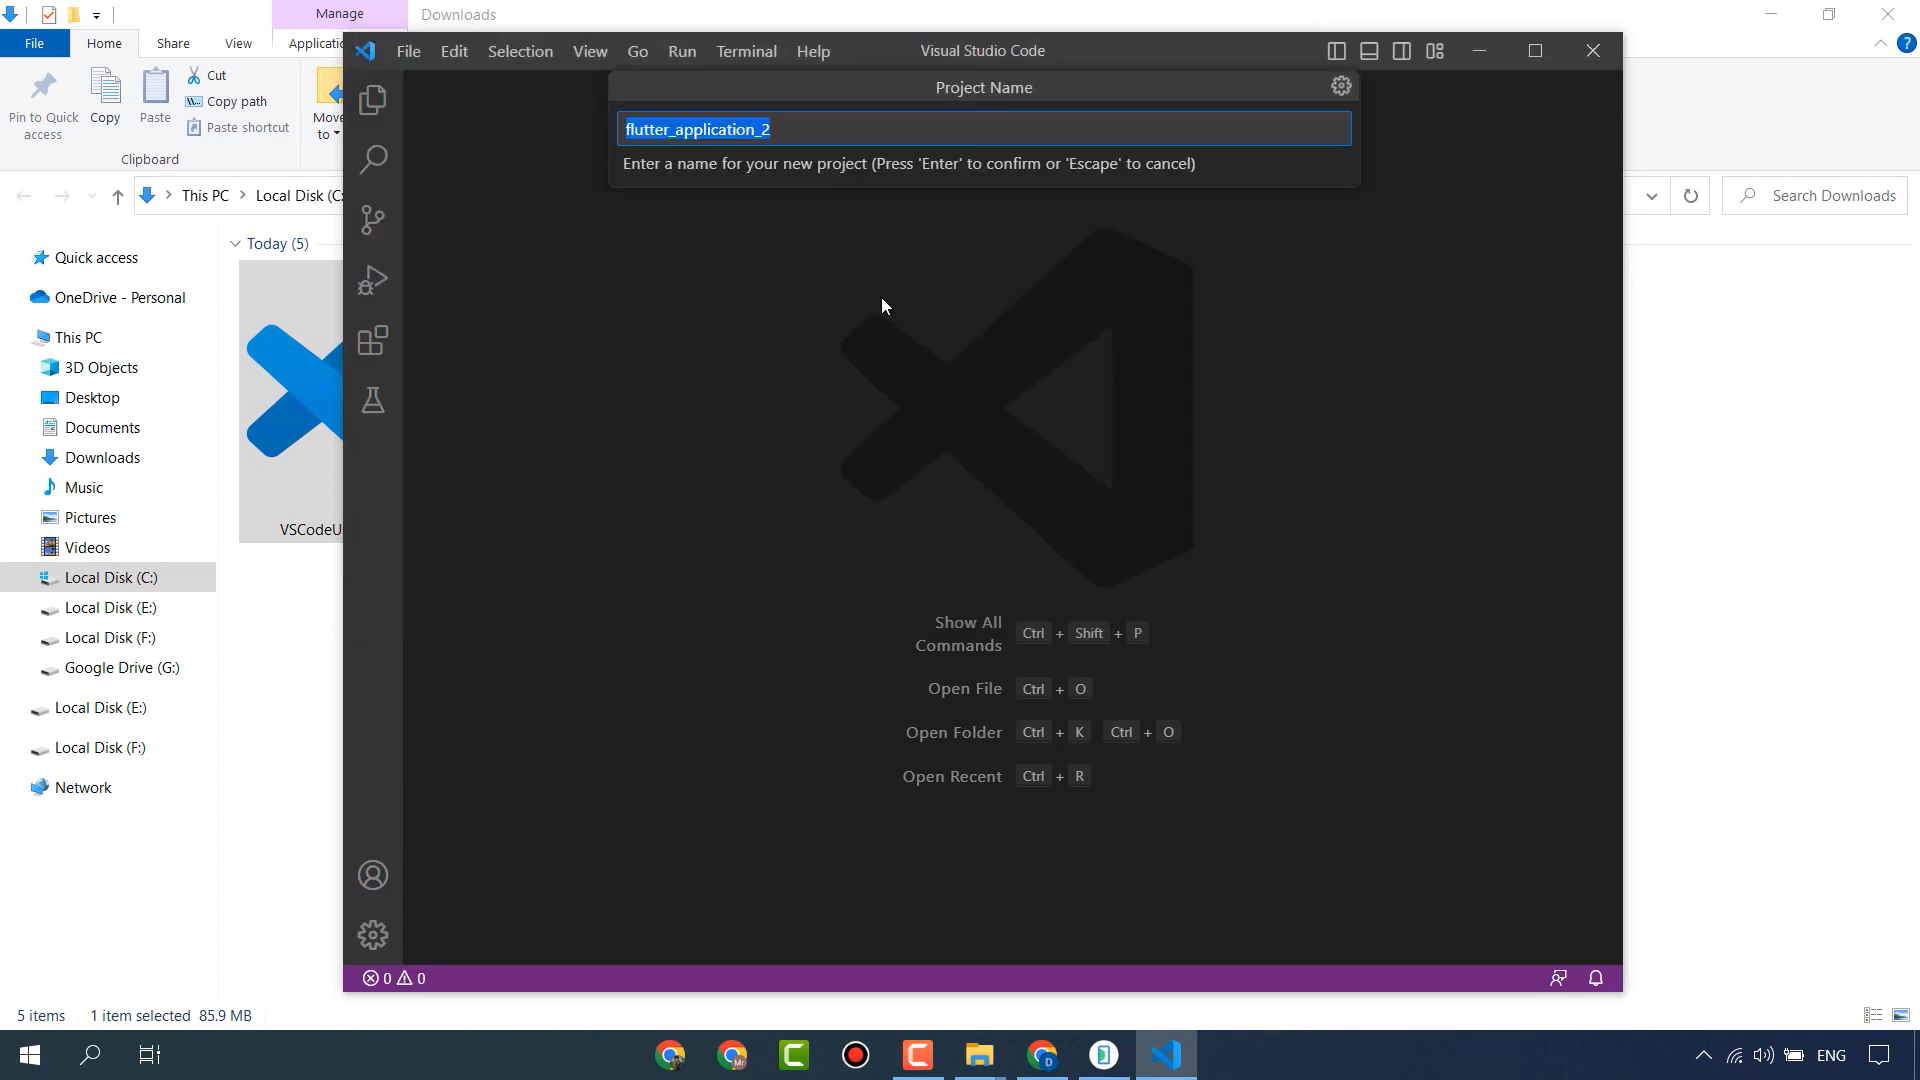 Manage
Downloads
File
Home
Share
View
Applicatio
Pin to Quick
access
Copy
Paste
Cut
Copy path
Paste shortcut
Move
to
Clipboard
File
Edit
Selection
View
Go
Run
Terminal
Help
Visual Studio Code
Project Name
flutter_application_2
Enter a name for your new project (Press 'Enter' to confirm or 'Escape' to cancel)
This PC
Local Disk (C:
Search Downloads
Quick access
OneDrive - Personal
This PC
3D Objects
Desktop
Documents
Downloads
Music
Pictures
Videos
Local Disk (C:)
Local Disk (E:)
Local Disk (F:)
Google Drive (G:)
Local Disk (E:)
Local Disk (F:)
Network
Today (5)
VSCodeU
Show All
Commands
Ctrl + Shift + P
Open File Ctrl + O
Open Folder Ctrl + K Ctrl + O
Open Recent Ctrl + R
0 0
5 items 1 item selected 85.9 MB
ENG